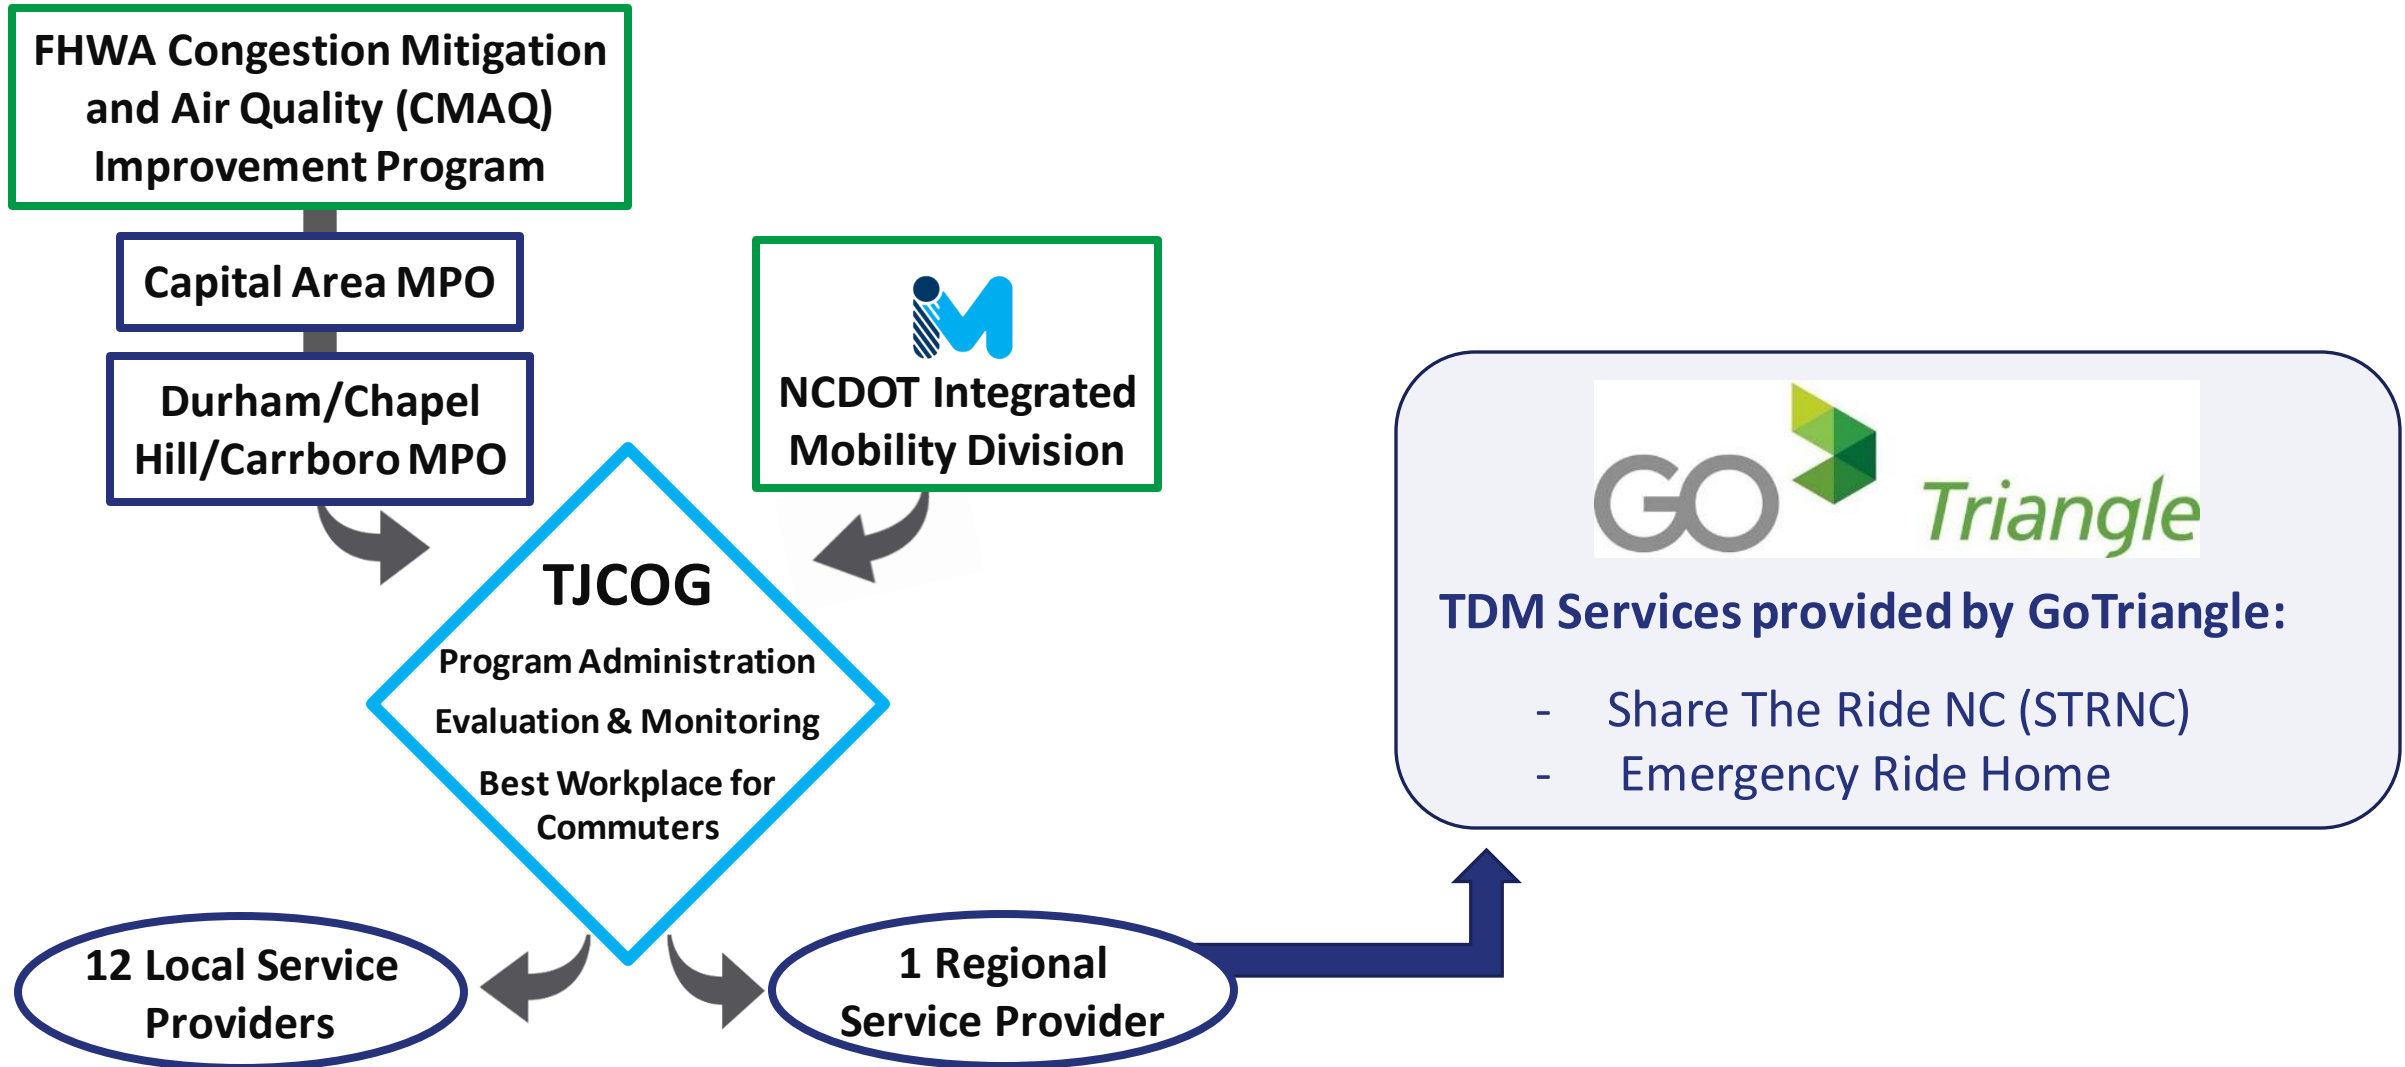 FHWA Congestion Mitigation
and Air Quality (CMAQ)
Improvement Program
Capital Area MPO
Durham/Chapel
Hill/Carrboro MPO
iM
NCDOT Integrated
Mobility Division
TJCOG
Program Administration
Evaluation & Monitoring
Best Workplace for
Commuters
12 Local Service
Providers
1 Regional
Service Provider
GO Triangle
TDM Services provided by GoTriangle:
- Share The Ride NC (STRNC)
- Emergency Ride Home